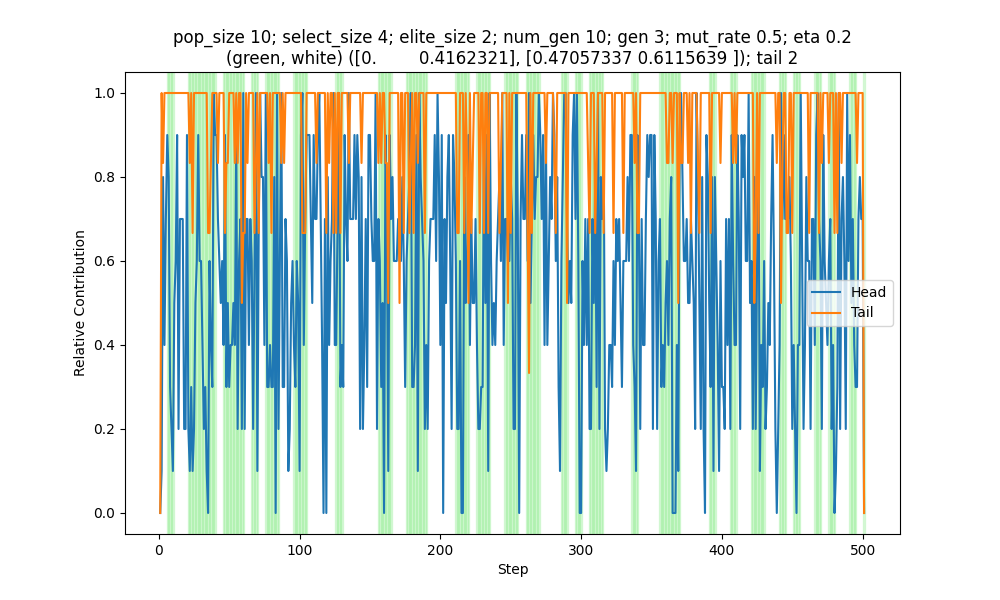 pop_size 10; select_size 4; elite_size 2; num_gen 10; gen 3; mut_rate 0.5; eta 0.2
(green, white) ([0. 0.4162321], [0.47057337 0.6115639 ]); tail 2
1.0
0.8
0.6
0.4
0.2
0.0
Relative Contribution
Head
Tail
0 100 200 300 400 500
Step